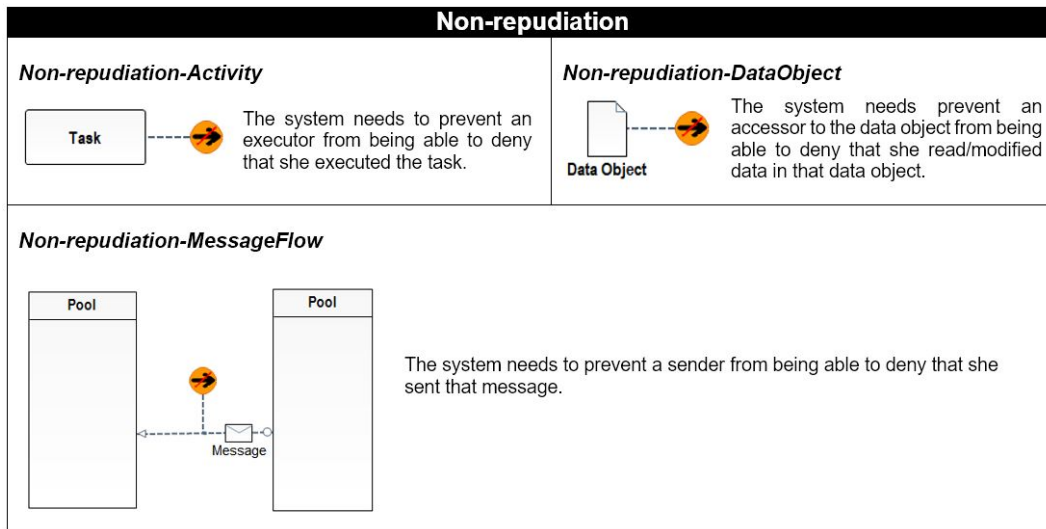 Non-repudiation
Non-repudiation-Activity
Task
The system needs to prevent an
executor from being able to deny
that she executed the task.
Non-repudiation-DataObject
Data Object
The system needs prevent an
accessor to the data object from being
able to deny that she read/modified
data in that data object.
Non-repudiation-MessageFlow
Pool
Pool
Message
The system needs to prevent a sender from being able to deny that she
sent that message.